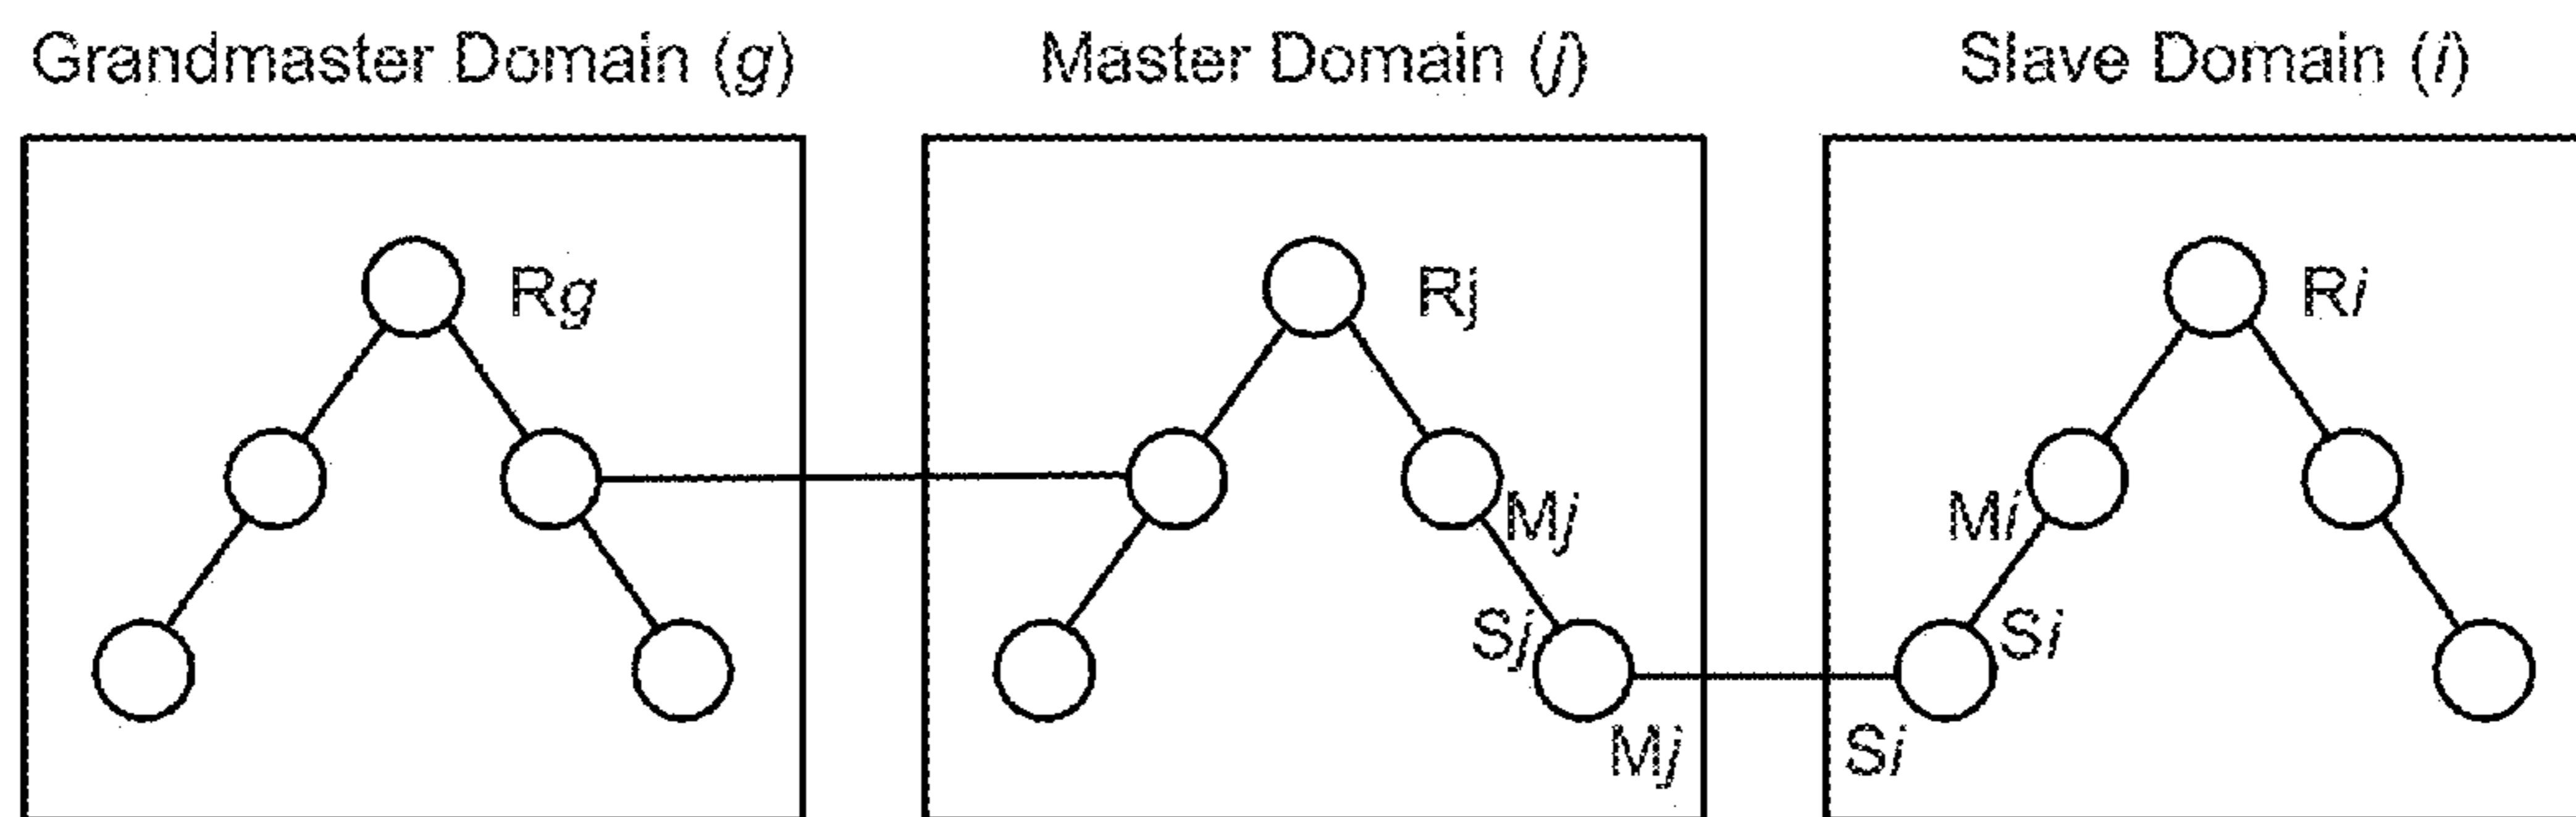 Grandmaster Domain (g) Master Domain (j) Slave Domain (i)
Rg Rj Ri
Mj Mi
Sj Si
Mj Si